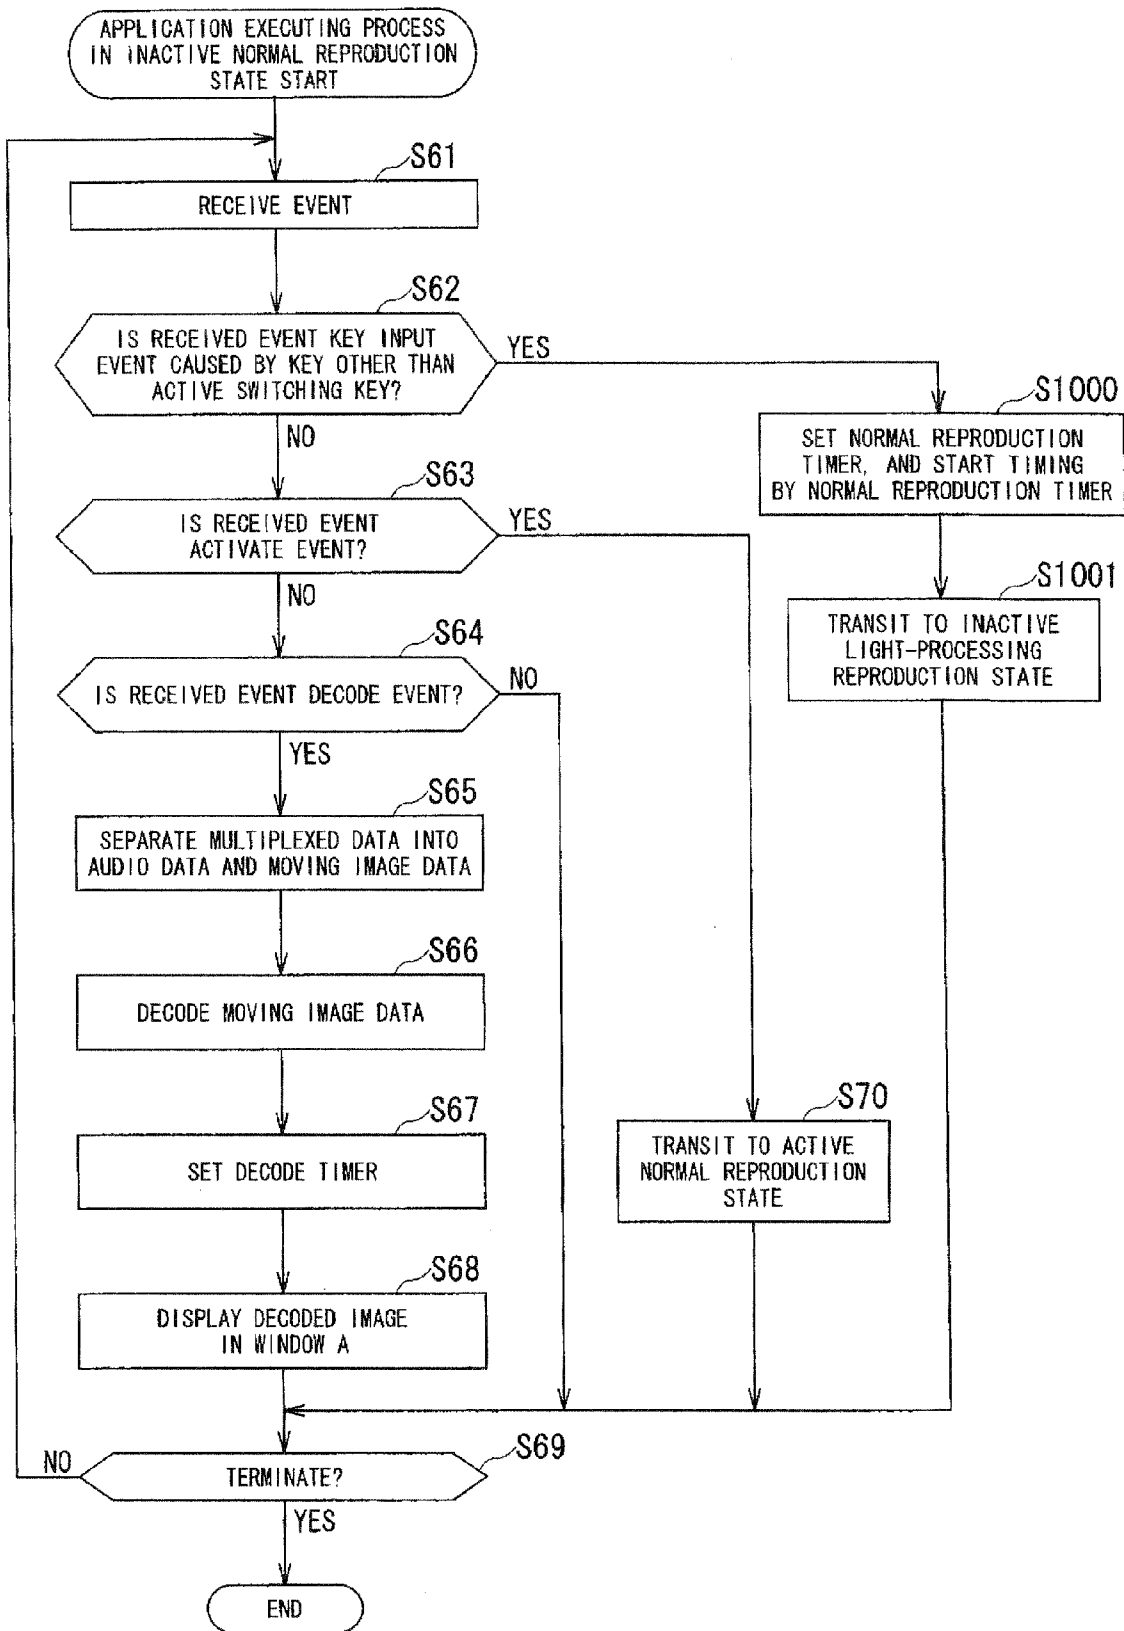 APPLICATION EXECUTING PROCESS
IN INACTIVE NORMAL REPRODUCTION
STATE START
S61
RECEIVE EVENT
S62
IS RECEIVED EVENT KEY INPUT
EVENT CAUSED BY KEY OTHER THAN
ACTIVE SWITCHING KEY?
YES
NO
S1000
SET NORMAL REPRODUCTION
TIMER, AND START TIMING
BY NORMAL REPRODUCTION TIMER
S63
IS RECEIVED EVENT
ACTIVATE EVENT?
YES
NO
S1001
TRANSIT TO INACTIVE
LIGHT-PROCESSING
REPRODUCTION STATE
S64
IS RECEIVED EVENT DECODE EVENT?
NO
YES
S65
SEPARATE MULTIPLEXED DATA INTO
AUDIO DATA AND MOVING IMAGE DATA
S66
DECODE MOVING IMAGE DATA
S67
SET DECODE TIMER
S70
TRANSIT TO ACTIVE
NORMAL REPRODUCTION
STATE
S68
DISPLAY DECODED IMAGE
IN WINDOW A
S69
TERMINATE?
NO
YES
END